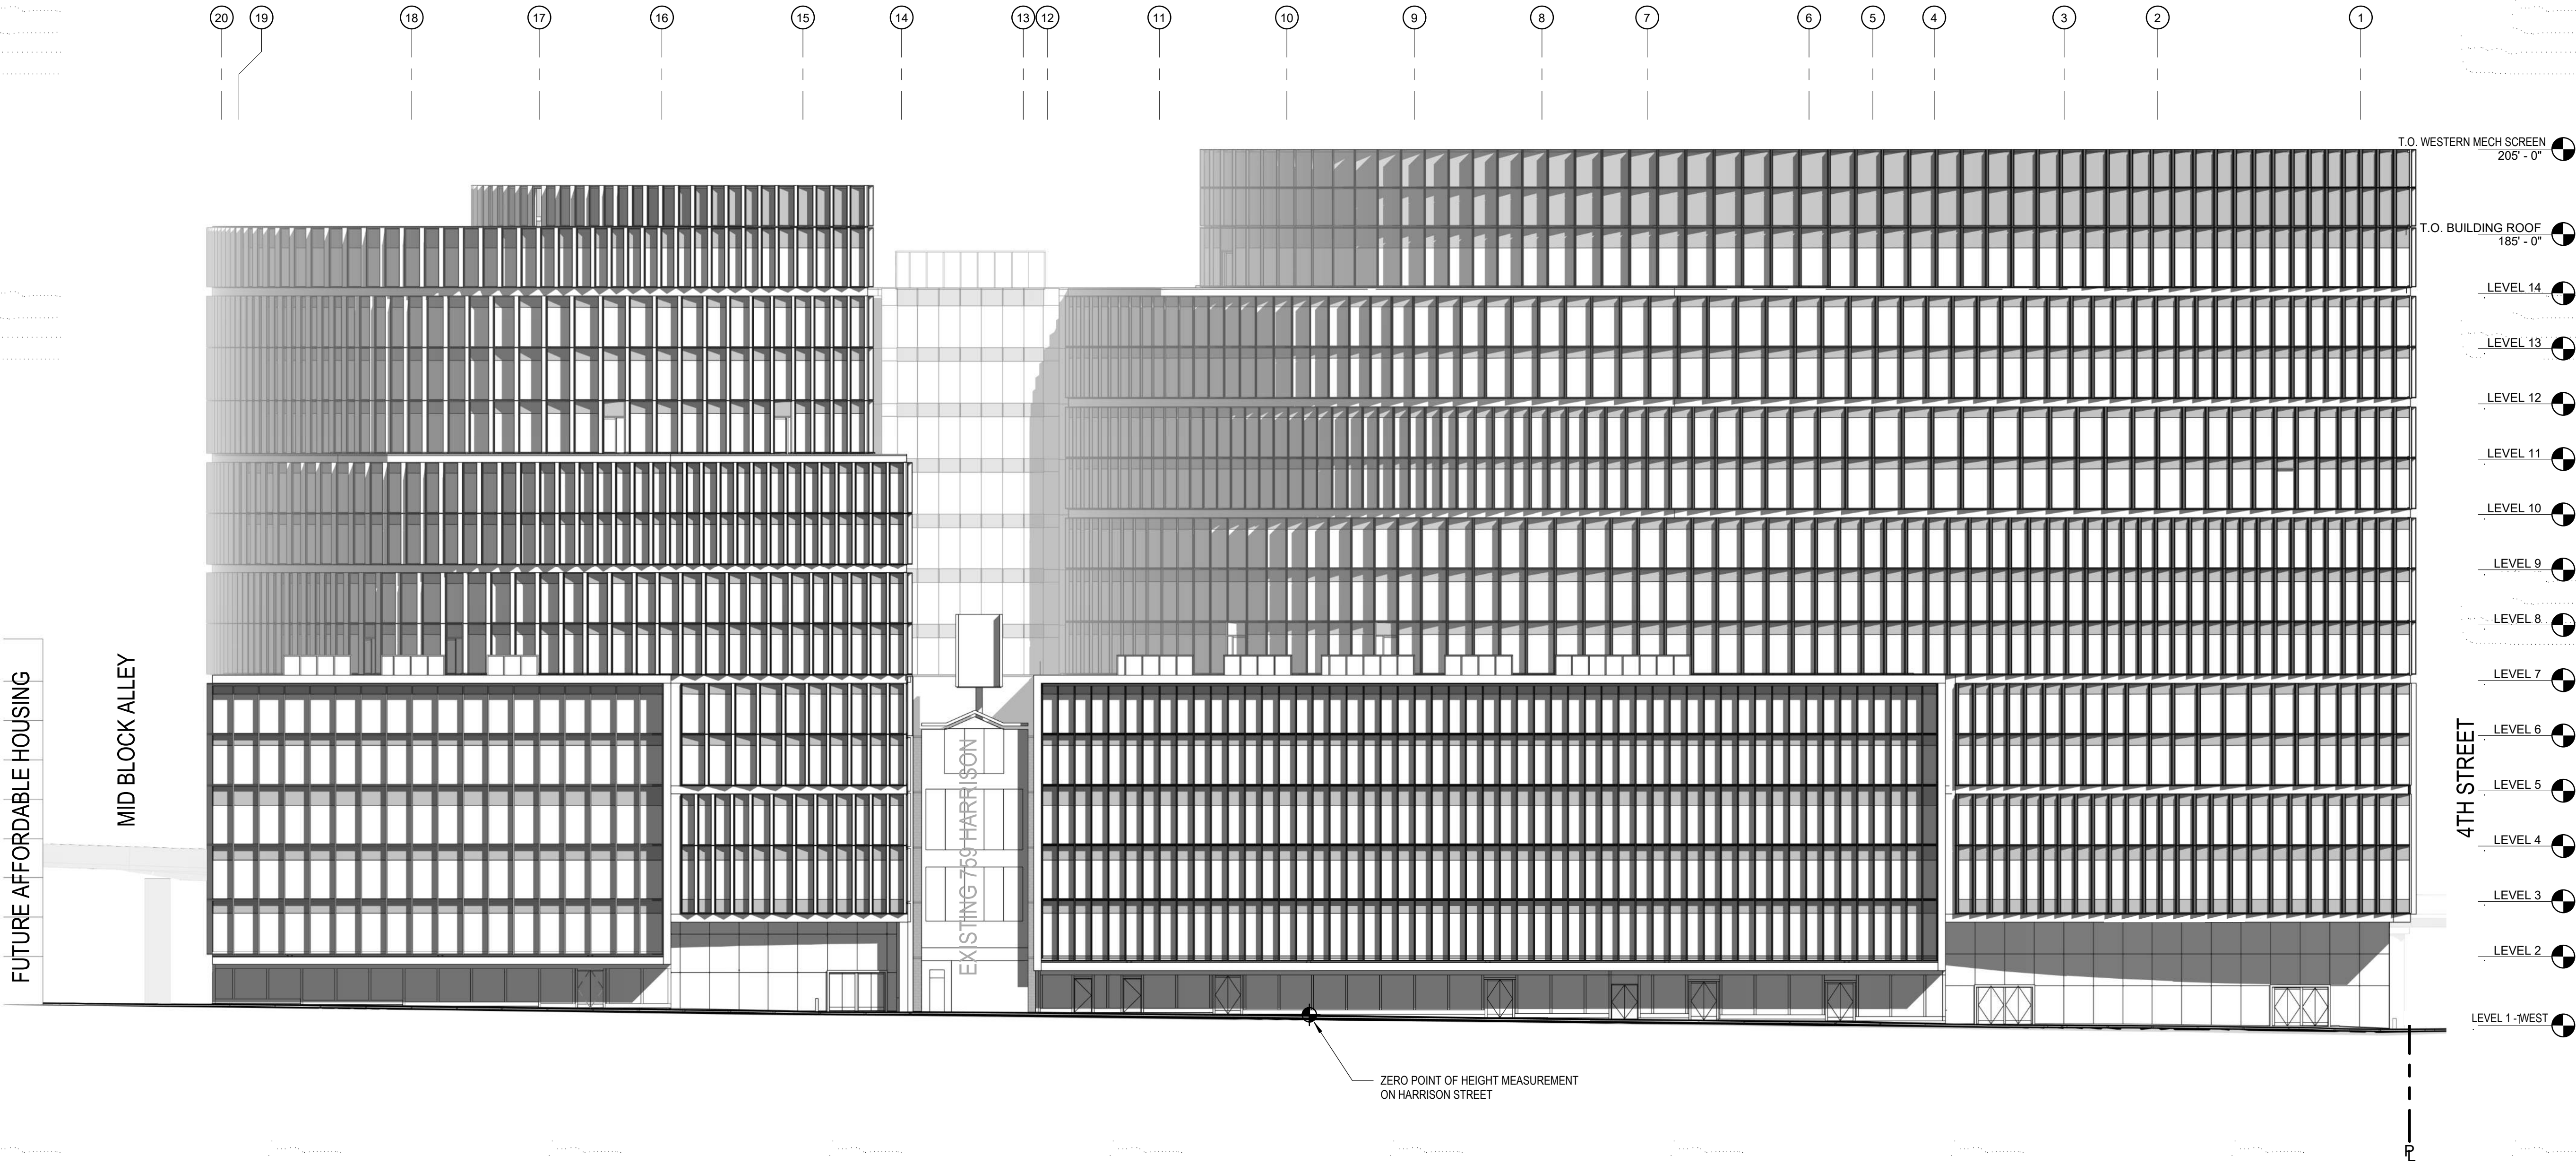 20 19 18 17 16 15 14 13 12 11 10 9 8 7 6 5 4 3 2 1
T.O. WESTERN MECH SCREEN
205' - 0"
T.O. BUILDING ROOF
185' - 0"
LEVEL 14
LEVEL 13
LEVEL 12
LEVEL 11
LEVEL 10
LEVEL 9
LEVEL 8
LEVEL 7
LEVEL 6
LEVEL 5
LEVEL 4
LEVEL 3
LEVEL 2
LEVEL 1 - WEST
FUTURE AFFORDABLE HOUSING
MID BLOCK ALLEY
EXISTING 759 HARRISON
4TH STREET
ZERO POINT OF HEIGHT MEASUREMENT
ON HARRISON STREET
PL